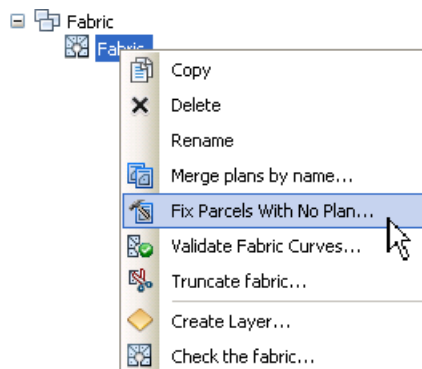 Fabric
Fabric
Copy
Delete
Rename
Merge plans by name...
Fix Parcels With No Plan...
Validate Fabric Curves...
Truncate fabric...
Create Layer...
Check the fabric...